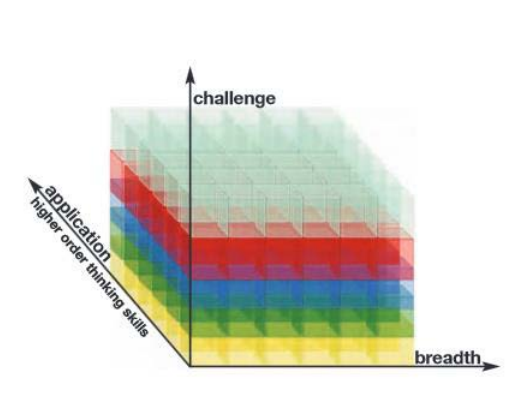 challenge
application
higher order thinking skills
breadth